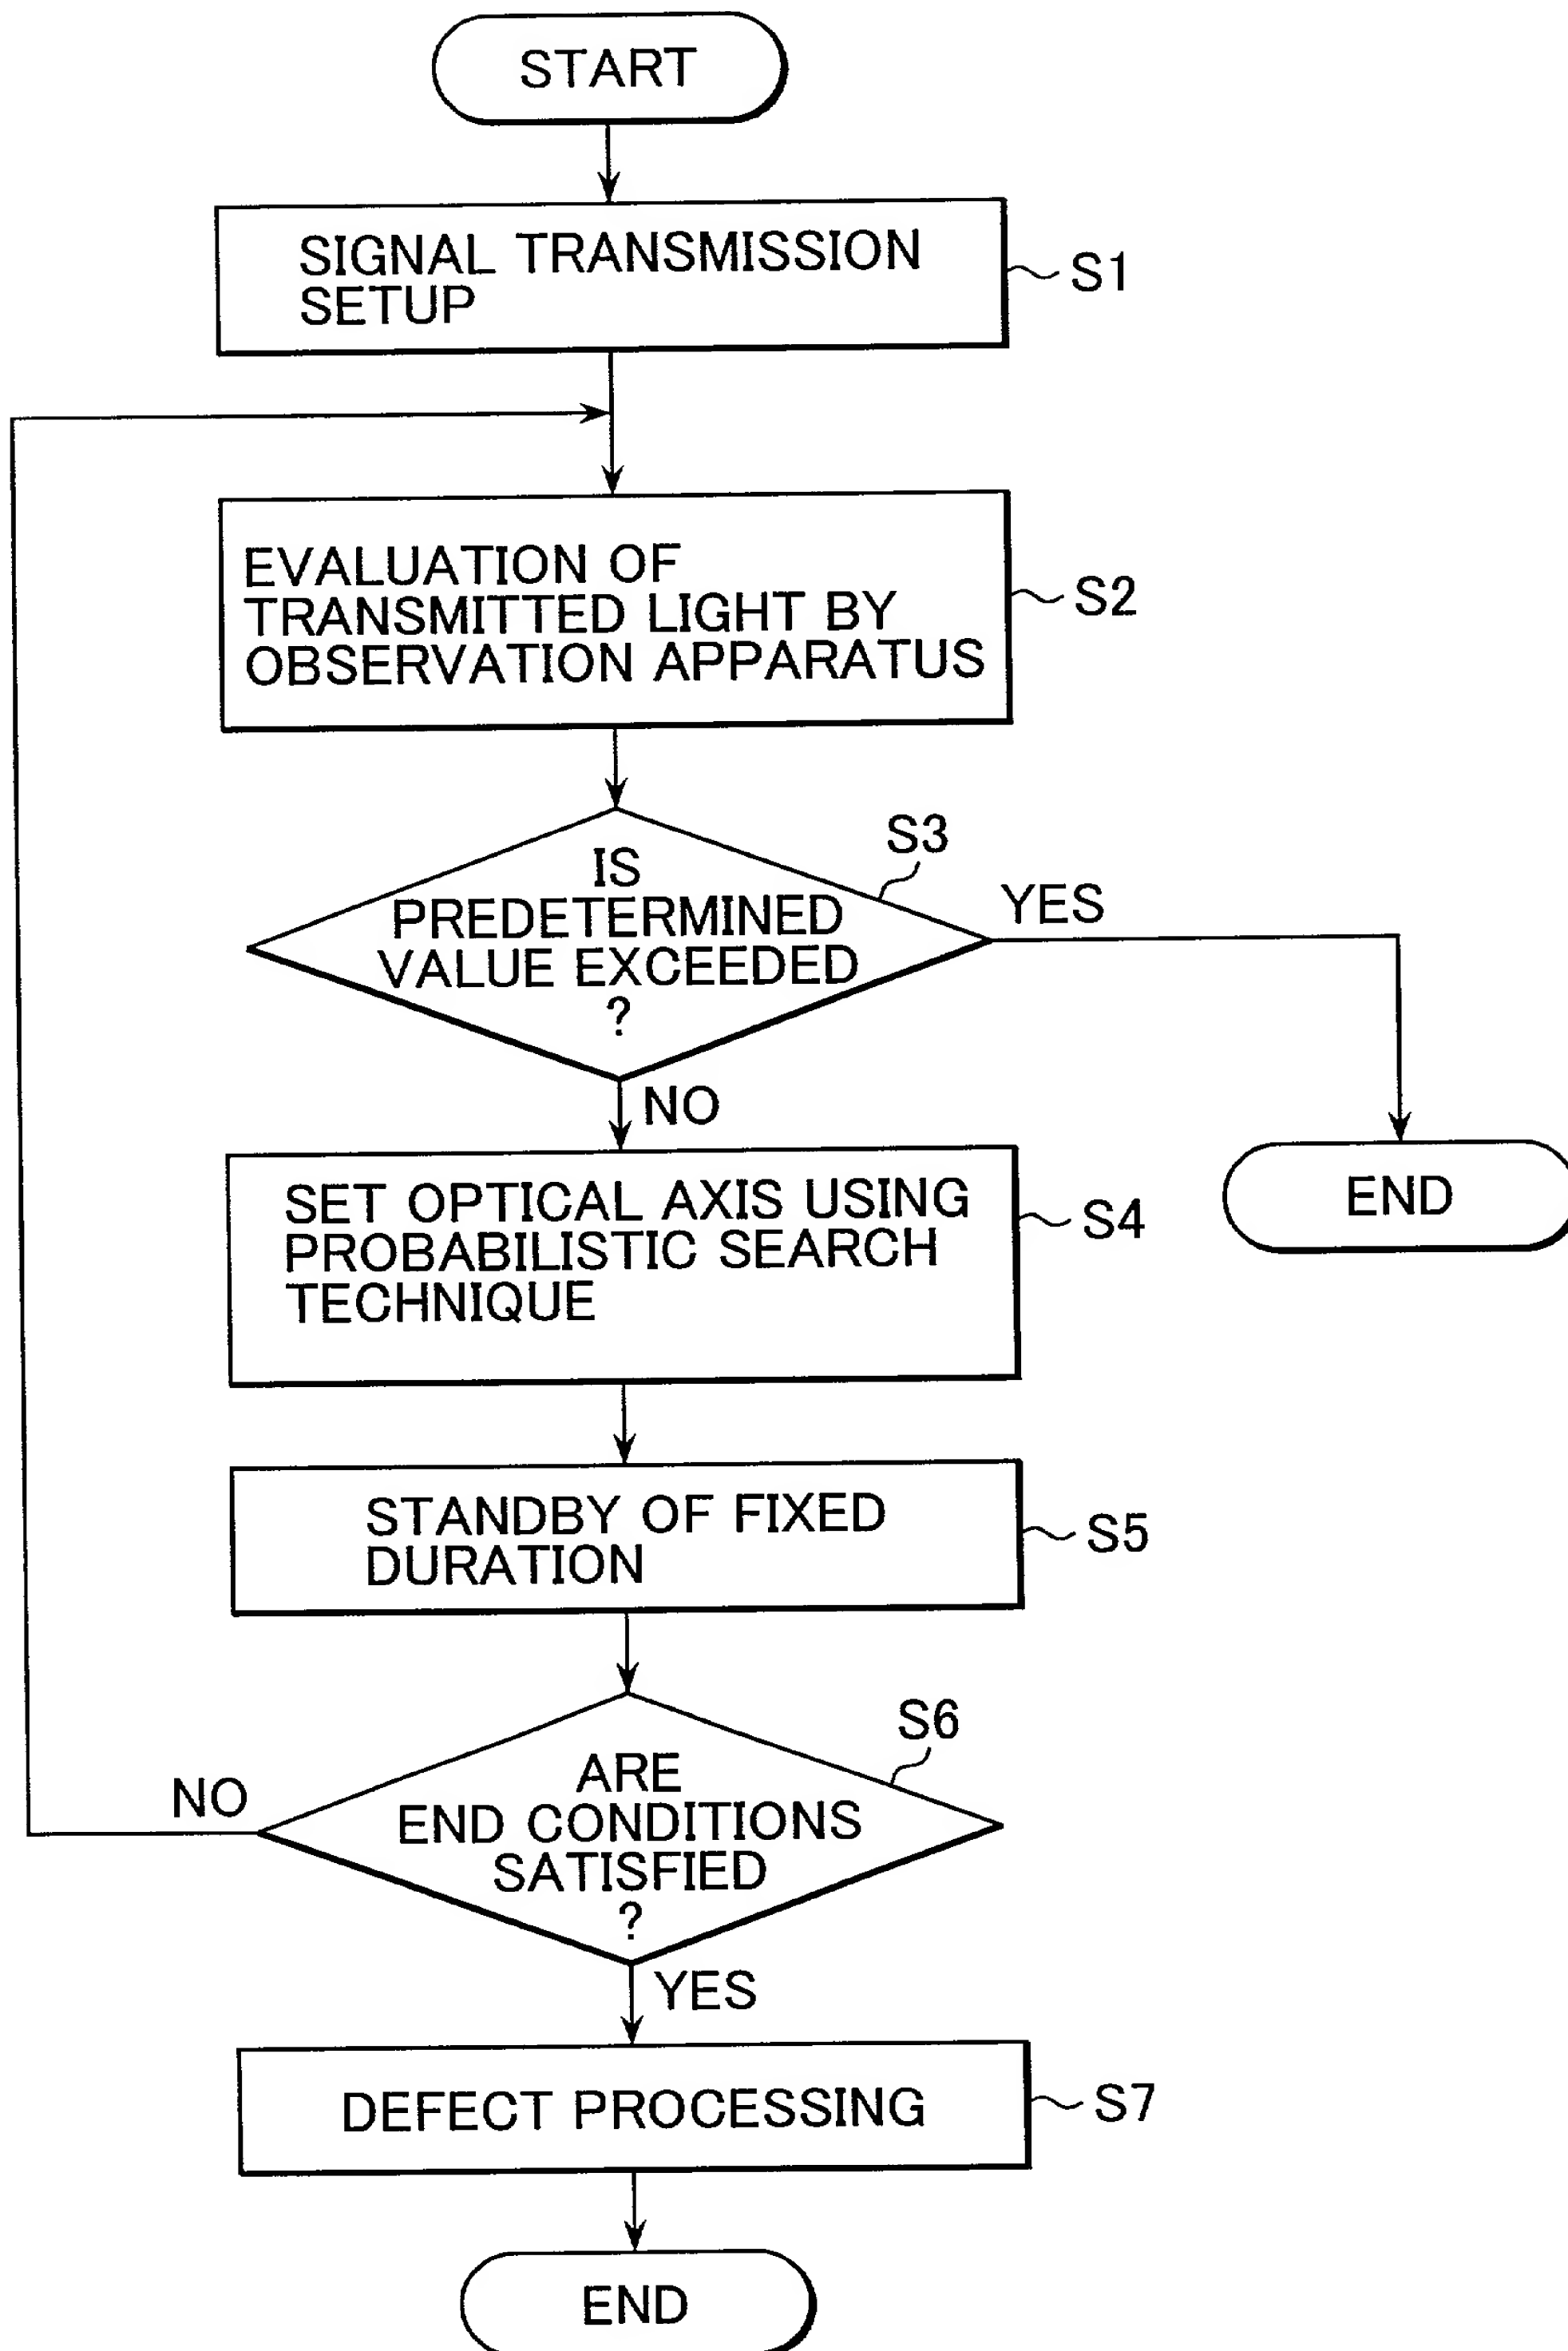 START
SIGNAL TRANSMISSION
SETUP
S1
EVALUATION OF
TRANSMITTED LIGHT BY
OBSERVATION APPARATUS
S2
S3
IS
PREDETERMINED
VALUE EXCEEDED
?
YES
NO
END
SET OPTICAL AXIS USING
PROBABILISTIC SEARCH
TECHNIQUE
S4
STANDBY OF FIXED
DURATION
S5
S6
ARE
END CONDITIONS
SATISFIED
?
NO
YES
DEFECT PROCESSING
S7
END